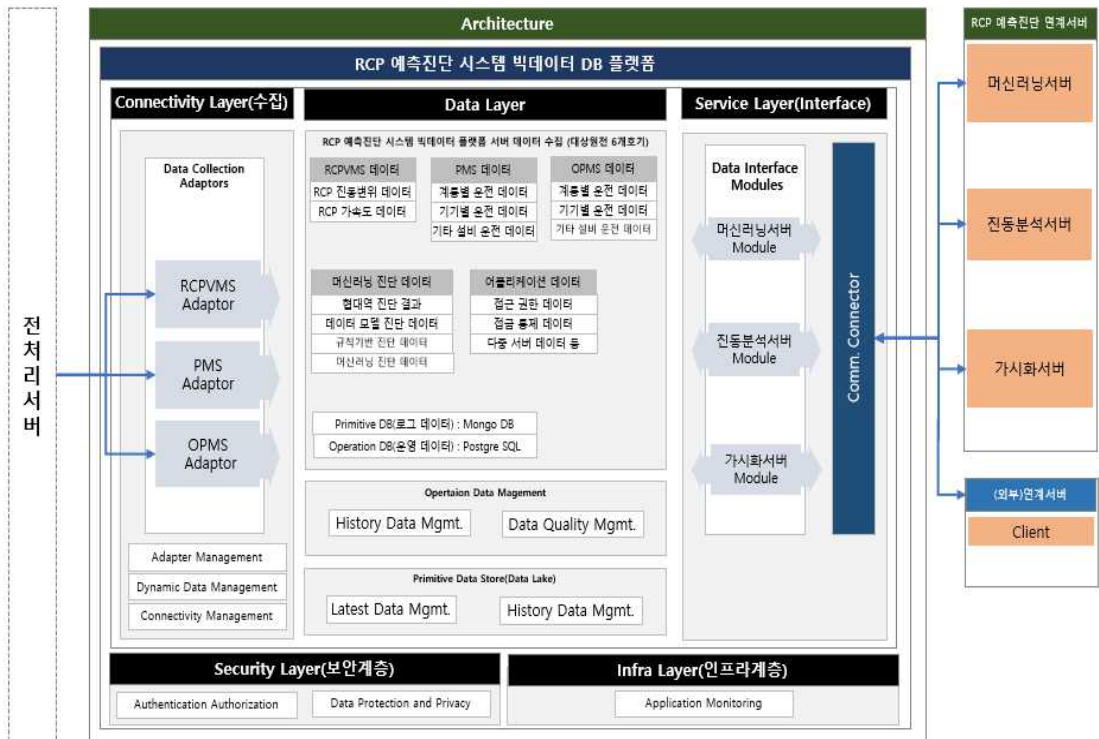 전처리서버
Architecture
RCP 예측진단 시스템 빅데이터 DB 플랫폼
Connectivity Layer(수집)
Data Collection
Adaptors
RCPVMS
Adaptor
PMS
Adaptor
OPMS
Adaptor
Adapter Management
Dynamic Data Management
Connectivity Management
Data Layer
RCP 예측진단 시스템 빅데이터 플랫폼 서버 데이터 수집 (대상원전 6개호기)
RCPVMS 데이터
RCP 진동변위 데이터
RCP 가속도 데이터
PMS 데이터
계통별 운전 데이터
기기별 운전 데이터
기타 설비 운전 데이터
OPMS 데이터
계통별 운전 데이터
기기별 운전 데이터
기타 설비 운전 데이터
머신러닝 진단 데이터
협대역 진단 결과
데이터 모델 진단 데이터
규칙기반 진단 데이터
머신러닝 진단 데이터
어플리케이션 데이터
접근 권한 데이터
접금 통제 데이터
다중 서버 데이터 등
Primitive DB(로그 데이터) : Mongo DB
Operation DB(운영 데이터) : Postgre SQL
Opertaion Data Magement
History Data Mgmt.
Data Quality Mgmt.
Primitive Data Store(Data Lake)
Latest Data Mgmt.
History Data Mgmt.
Service Layer(Interface)
Data Interface
Modules
머신러닝서버
Module
진동분석서버
Module
가시화서버
Module
Comm. Connector
Security Layer(보안계층)
Authentication Authorization
Data Protection and Privacy
Infra Layer(인프라계층)
Application Monitoring
RCP 예측진단 연계서버
머신러닝서버
진동분석서버
가시화서버
(외부)연계서버
Client